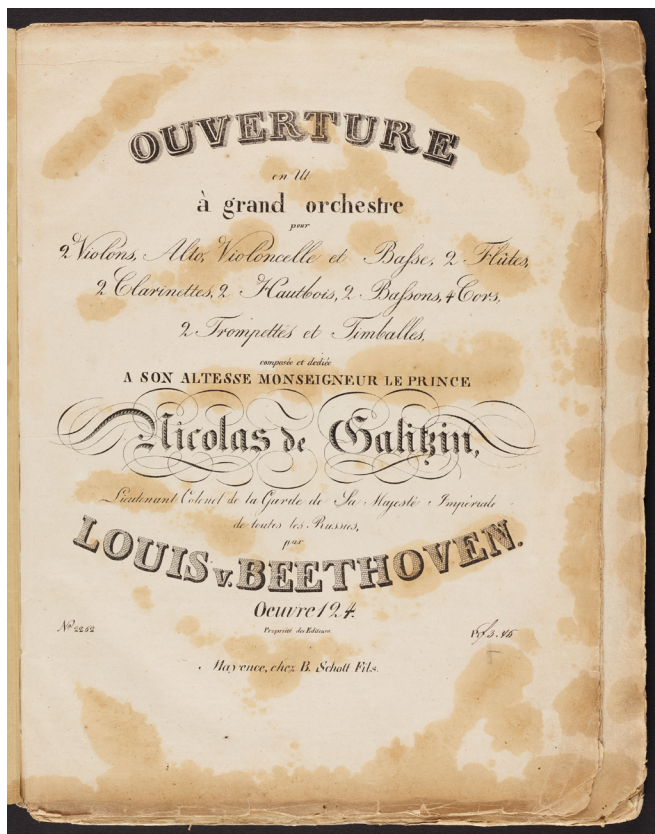 OUVERTURE
en Ut
à grand orchestre
pour
2 Violons, Alto, Violoncelle et Basse, 2 Flûtes,
2 Clarinettes, 2 Hautbois, 2 Bassons, 4 Cors,
2 Trompettes et Timballes,
composée et dediée
A SON ALTESSE MONSEIGNEUR LE PRINCE
Nicolas de Galitzin,
Lieutenant Colonel de la Garde de Sa Majesté Impériale
de toutes les Russies,
par
LOUIS v. BEETHOVEN.
Oeuvre 124.
Propriété des Editeurs
Nº 2262
Mayence, chez B. Schott Fils.